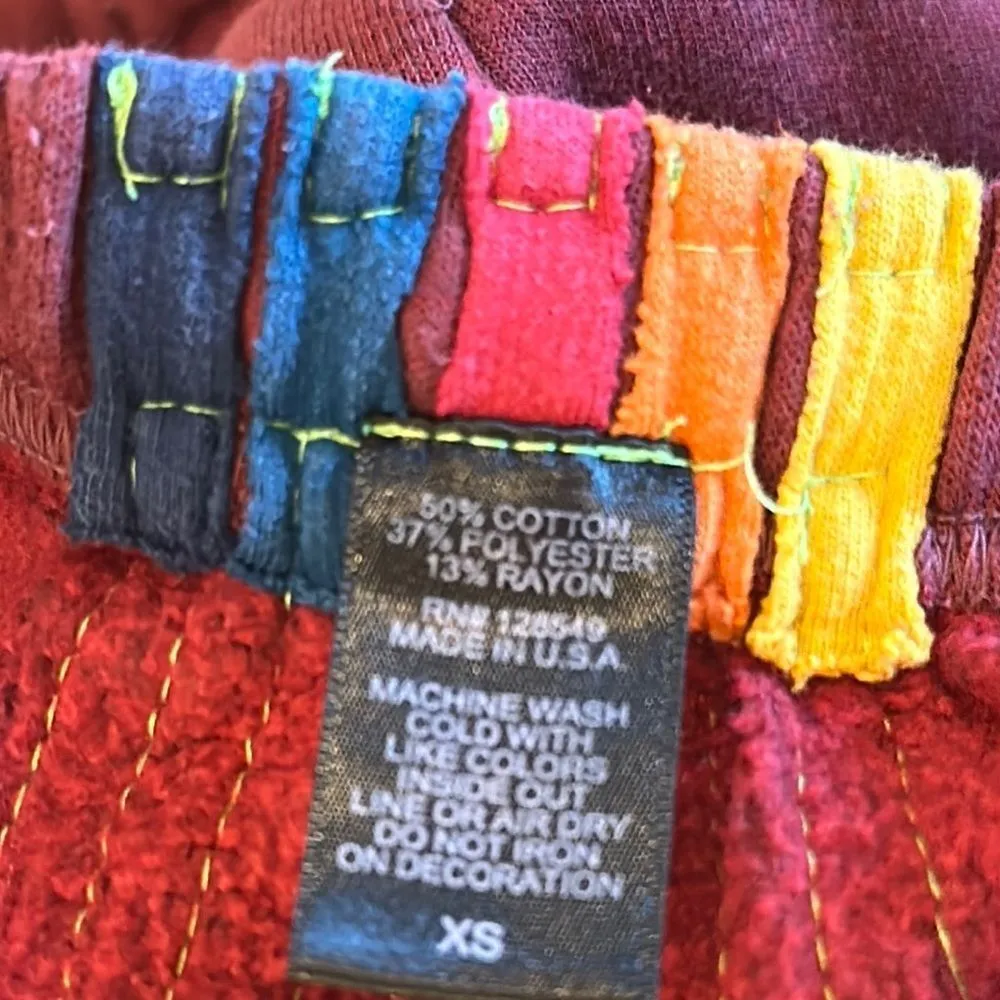 50% COTTON
37% POLYESTER
13% RAYON
RN# 128549
MADE IN U.S.A
MACHINE WASH
COLD WITH
LIKE COLORS
INSIDE OUT
LINE OR AIR DRY
DO NOT IRON
ON DECORATION
XS